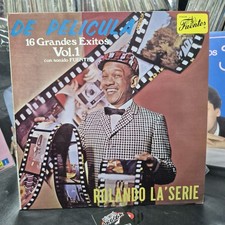 DE PELICULA
Fuentes
16 Grandes Exitos
Vol.1
con sonido FUENTES
ROLANDO LA'SERIE